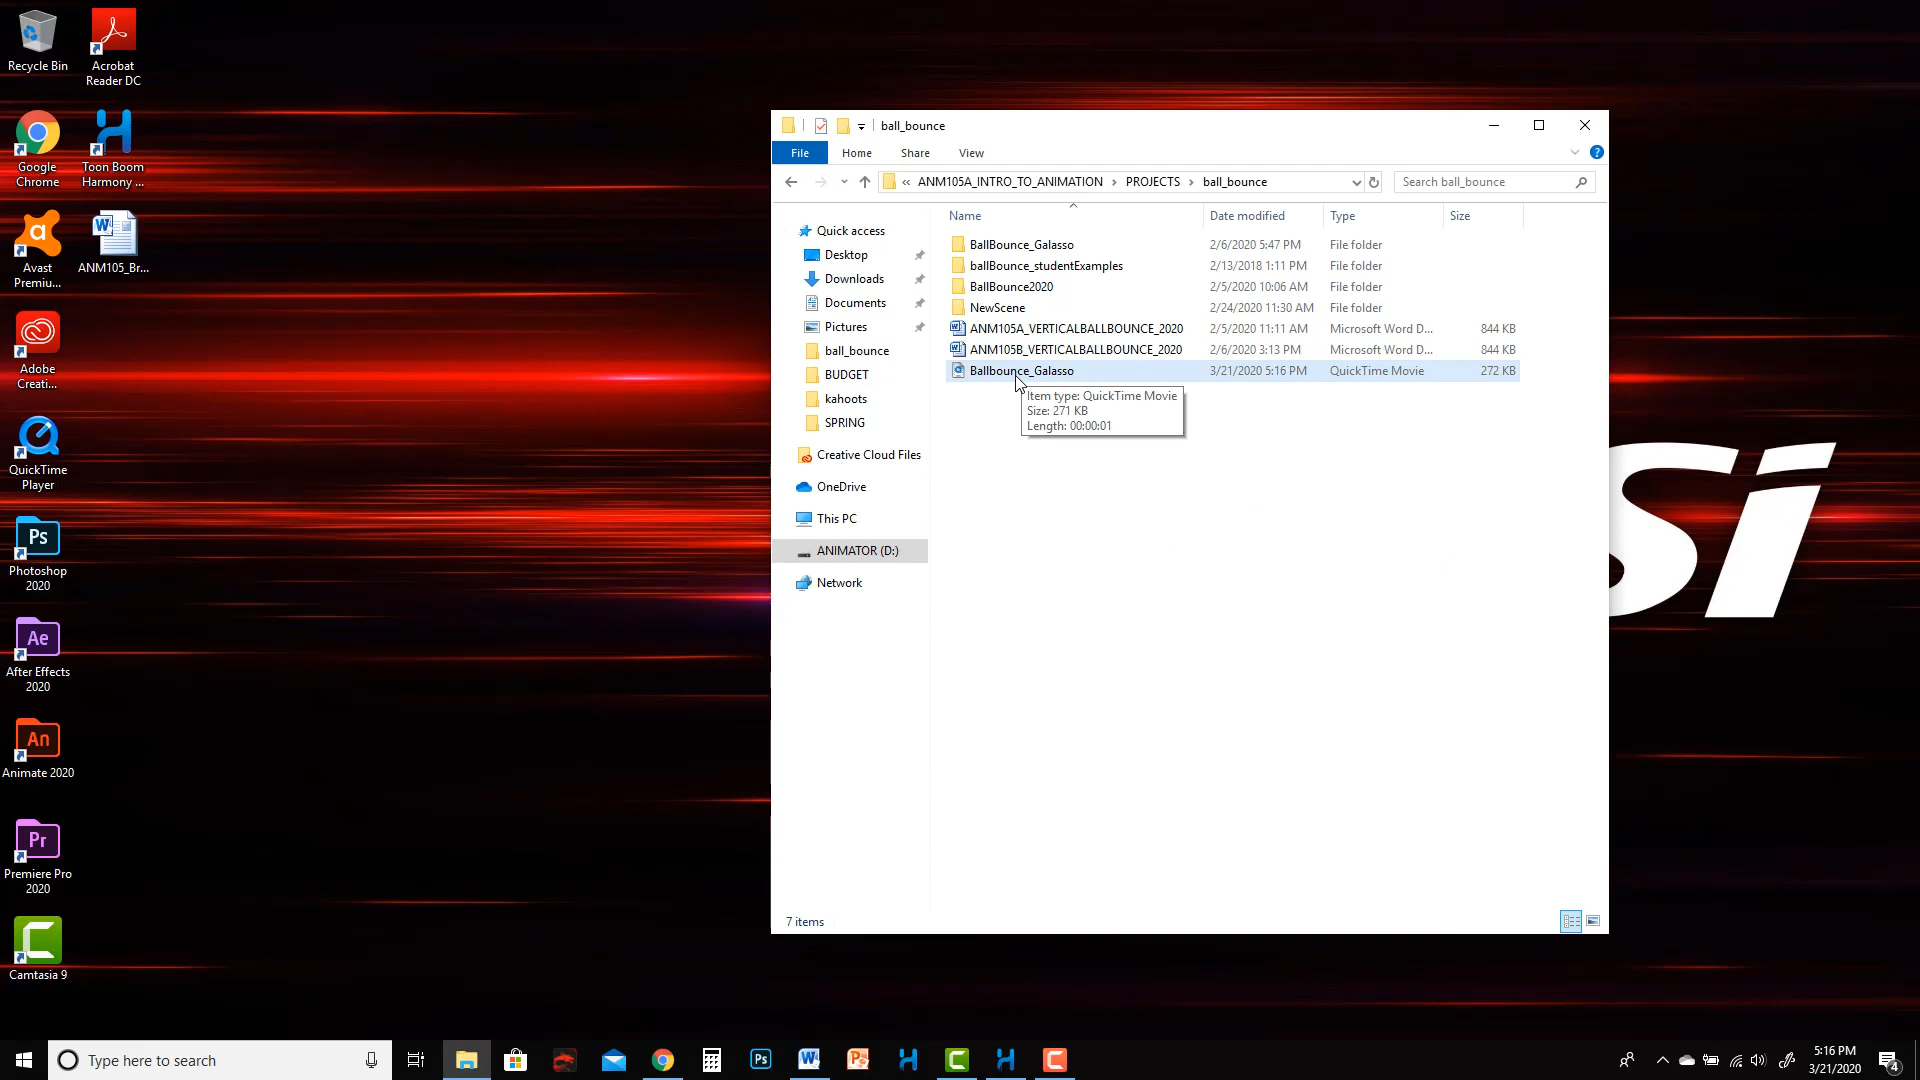 Recycle Bin
Acrobat
Reader DC
Google
Chrome
Toon Boom
Harmony ...
Avast
Premiu...
ANM105_Br...
Adobe
Creati...
QuickTime
Player
Ps
Photoshop
2020
Ae
After Effects
2020
An
Animate 2020
Pr
Premiere Pro
2020
Camtasia 9
ball_bounce
File
Home
Share
View
?
« ANM105A_INTRO_TO_ANIMATION › PROJECTS › ball_bounce
Search ball_bounce
Quick access
Desktop
Downloads
Documents
Pictures
ball_bounce
BUDGET
kahoots
SPRING
Creative Cloud Files
OneDrive
This PC
ANIMATOR (D:)
Network
Name Date modified Type Size
BallBounce_Galasso 2/6/2020 5:47 PM File folder
ballBounce_studentExamples 2/13/2018 1:11 PM File folder
BallBounce2020 2/5/2020 10:06 AM File folder
NewScene 2/24/2020 11:30 AM File folder
ANM105A_VERTICALBALLBOUNCE_2020 2/5/2020 11:11 AM Microsoft Word D... 844 KB
ANM105B_VERTICALBALLBOUNCE_2020 2/6/2020 3:13 PM Microsoft Word D... 844 KB
Ballbounce_Galasso 3/21/2020 5:16 PM QuickTime Movie 272 KB
Item type: QuickTime Movie
Size: 271 KB
Length: 00:00:01
7 items
si
Type here to search
Ps
5:16 PM
3/21/2020
4